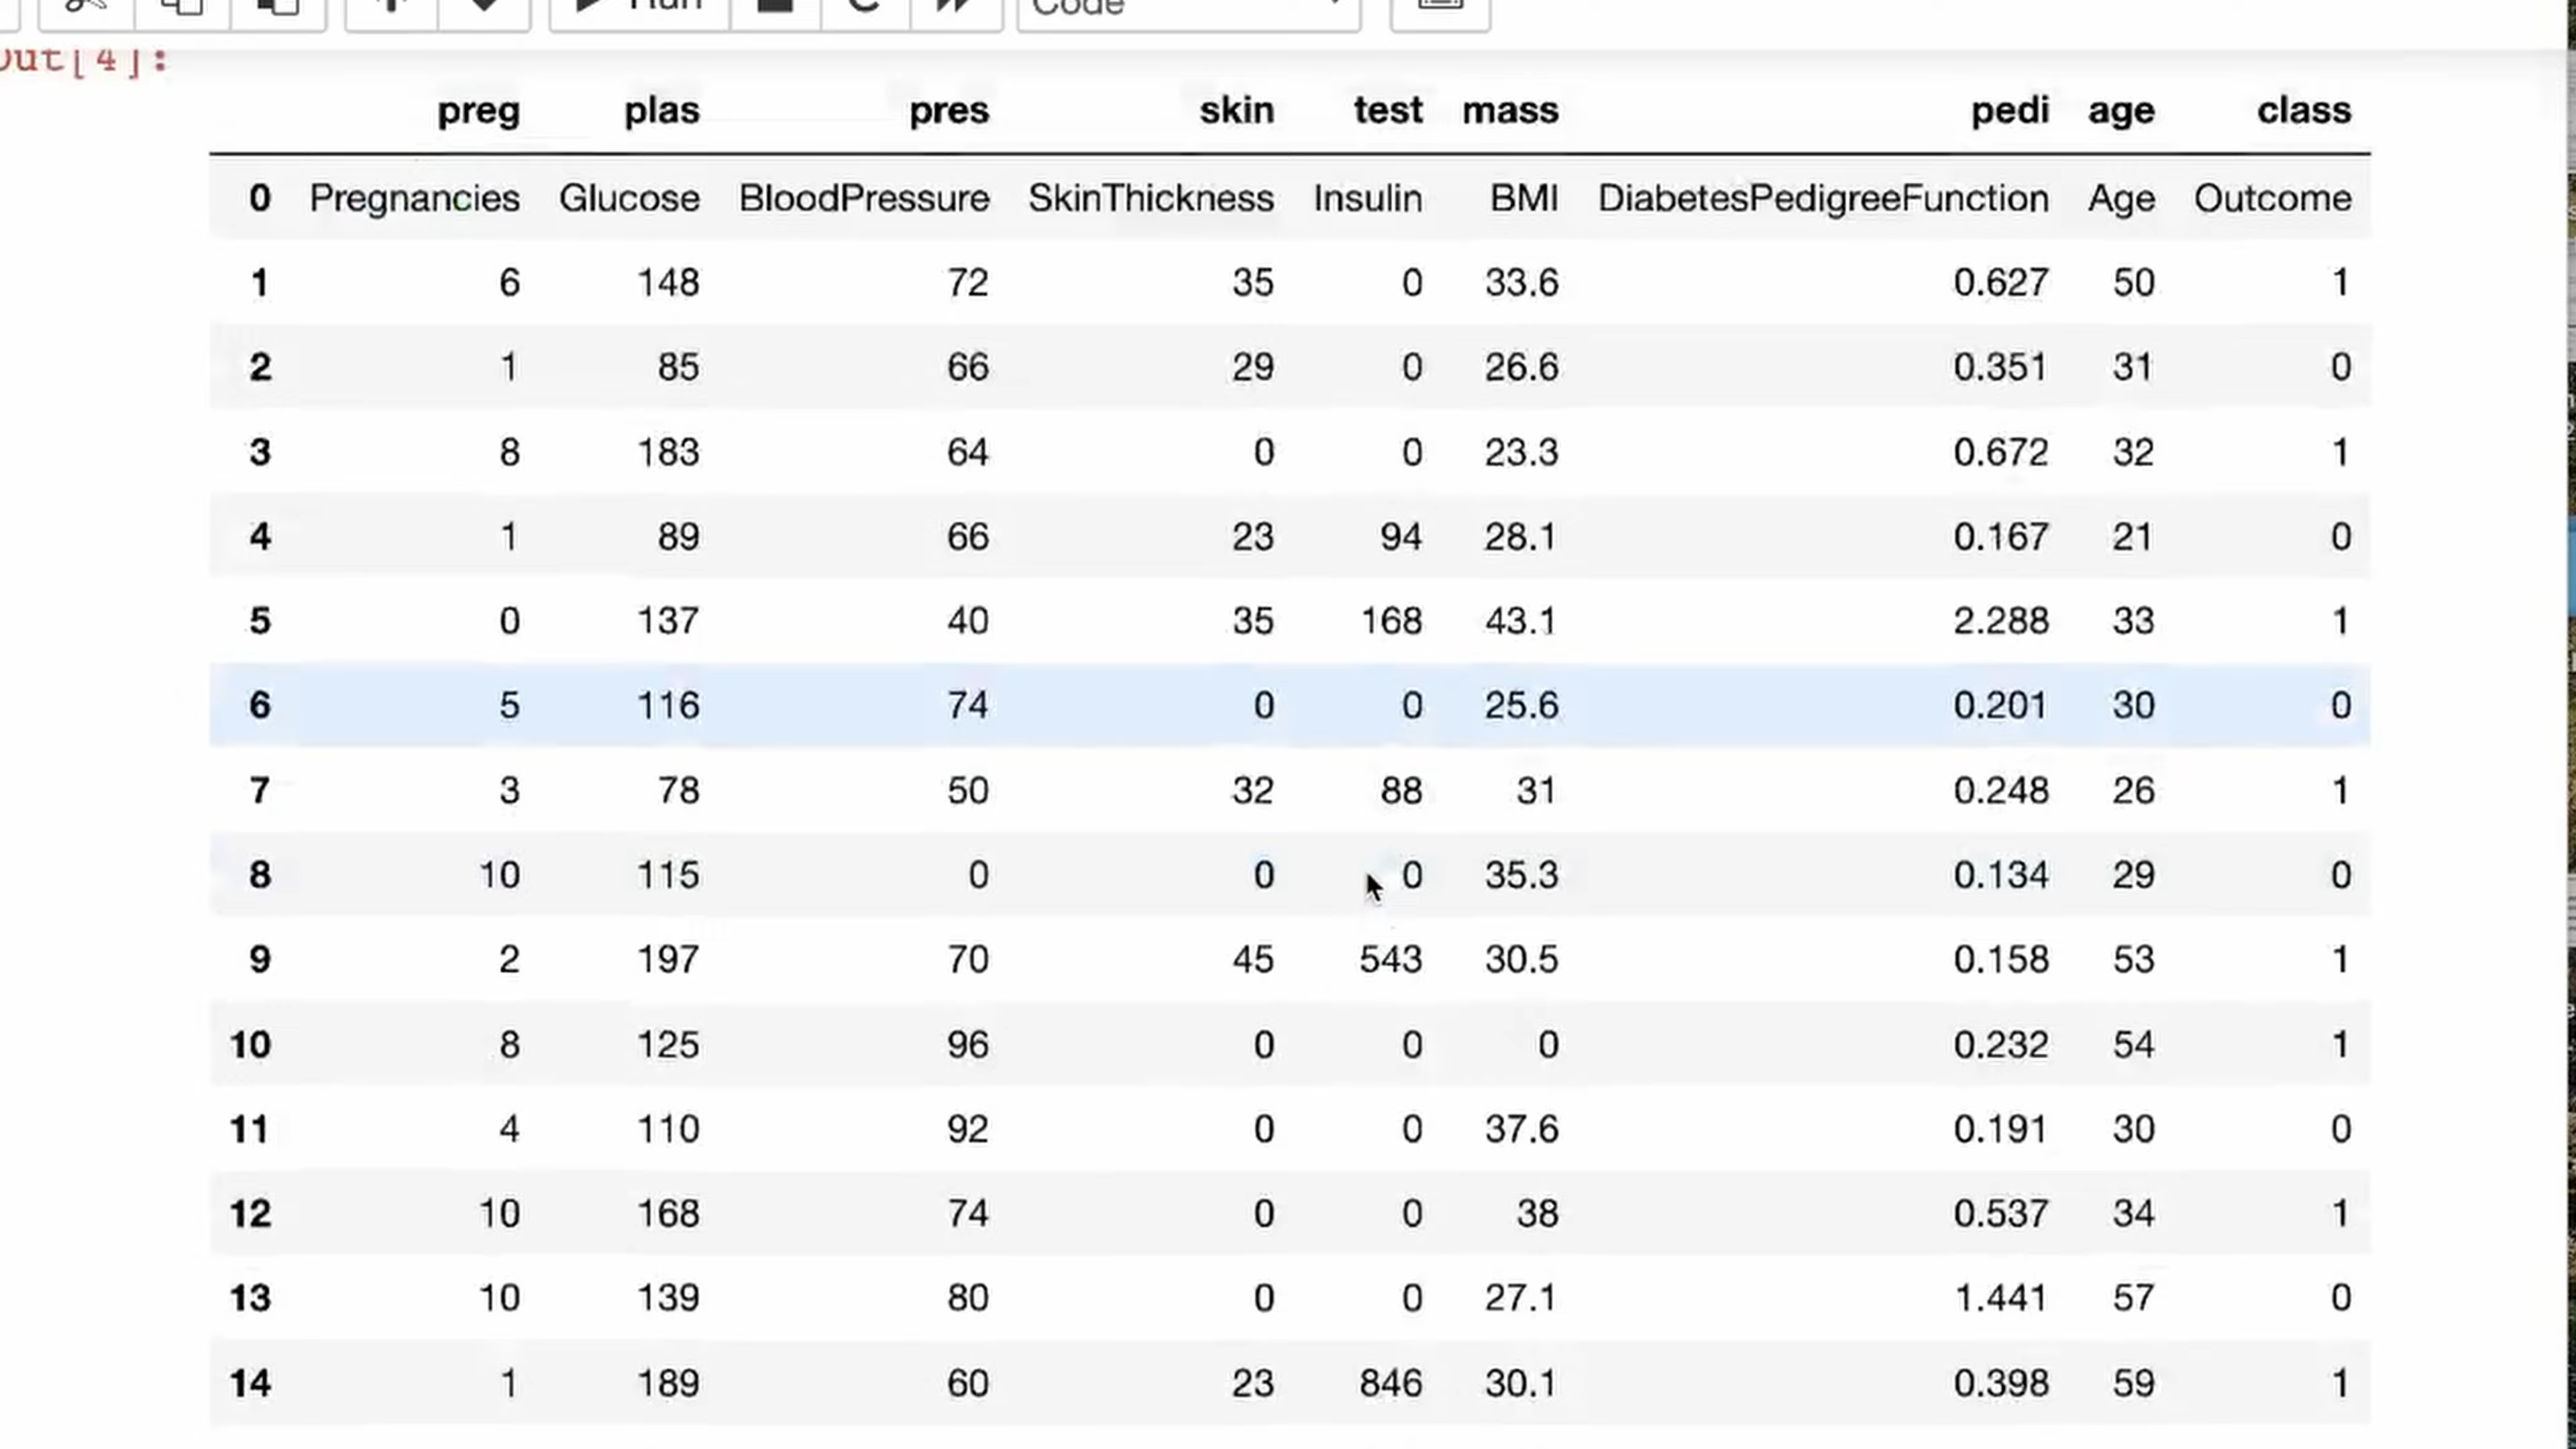 Run Code
Out[4]:
preg plas pres skin test mass pedi age class
0 Pregnancies Glucose BloodPressure SkinThickness Insulin BMI DiabetesPedigreeFunction Age Outcome
1 6 148 72 35 0 33.6 0.627 50 1
2 1 85 66 29 0 26.6 0.351 31 0
3 8 183 64 0 0 23.3 0.672 32 1
4 1 89 66 23 94 28.1 0.167 21 0
5 0 137 40 35 168 43.1 2.288 33 1
6 5 116 74 0 0 25.6 0.201 30 0
7 3 78 50 32 88 31 0.248 26 1
8 10 115 0 0 0 35.3 0.134 29 0
9 2 197 70 45 543 30.5 0.158 53 1
10 8 125 96 0 0 0 0.232 54 1
11 4 110 92 0 0 37.6 0.191 30 0
12 10 168 74 0 0 38 0.537 34 1
13 10 139 80 0 0 27.1 1.441 57 0
14 1 189 60 23 846 30.1 0.398 59 1